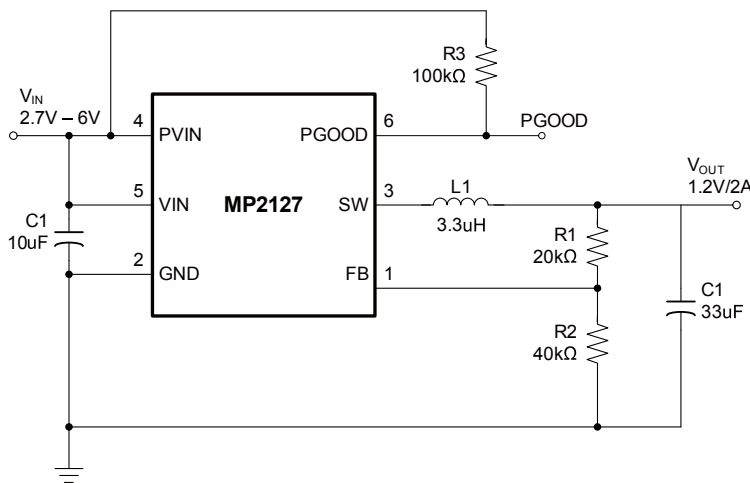 R3
100kΩ
V_IN
2.7V – 6V
4
PVIN
PGOOD
6
PGOOD
5
VIN
MP2127
SW
3
L1
3.3uH
V_OUT
1.2V/2A
C1
10uF
2
GND
FB
1
R1
20kΩ
C1
33uF
R2
40kΩ